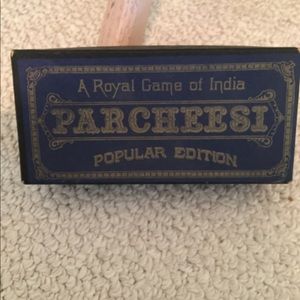 A Royal Game of India
PARCHEESI
POPULAR EDITION